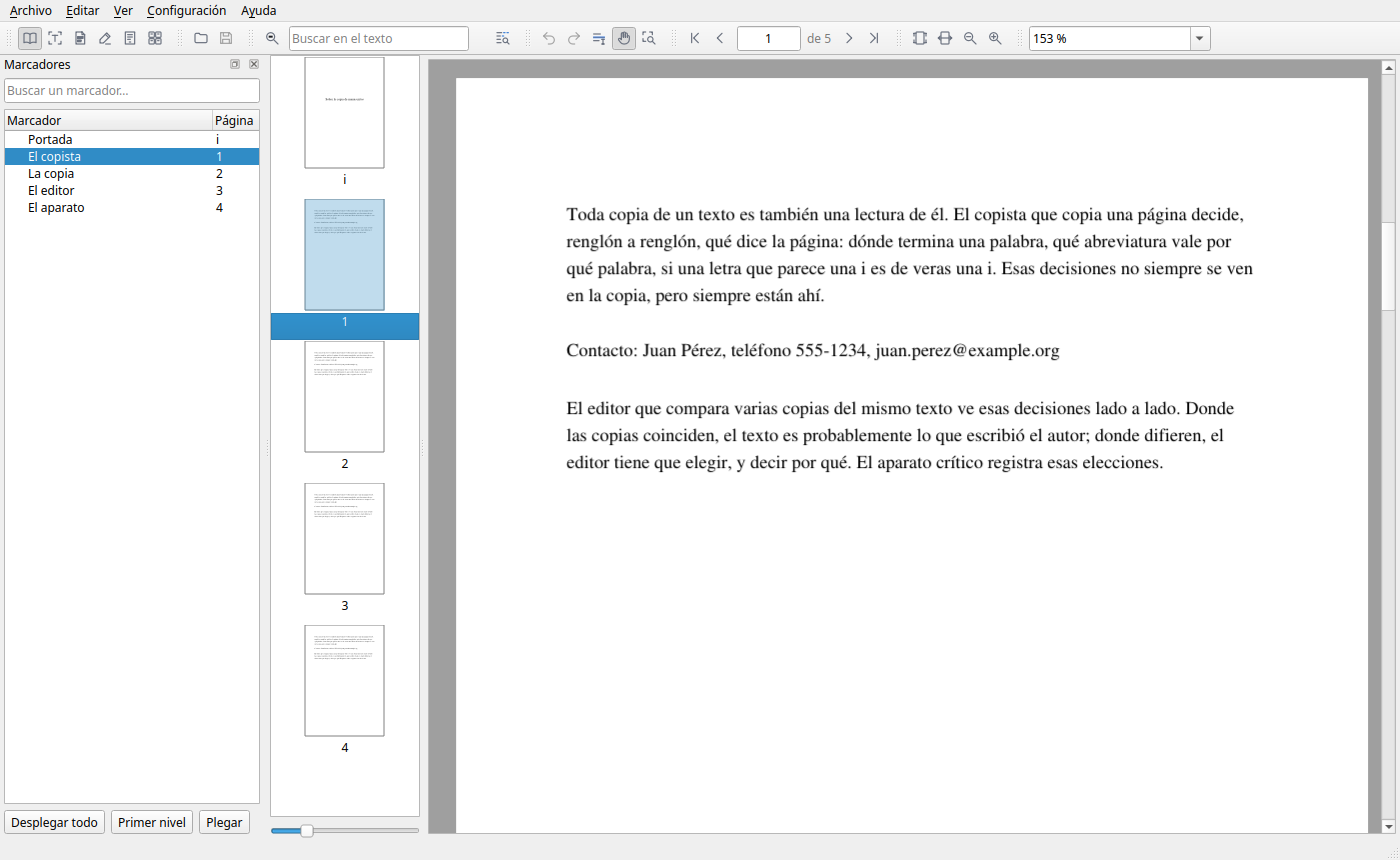 Archivo Editar Ver Configuración Ayuda
Buscar en el texto
1
de 5
153 %
Marcadores
Buscar un marcador...
Marcador Página
Portada i
El copista 1
La copia 2
El editor 3
El aparato 4
Desplegar todo Primer nivel Plegar
i
1
2
3
4
Toda copia de un texto es también una lectura de él. El copista que copia una página decide,
renglón a renglón, qué dice la página: dónde termina una palabra, qué abreviatura vale por
qué palabra, si una letra que parece una i es de veras una i. Esas decisiones no siempre se ven
en la copia, pero siempre están ahí.
Contacto: Juan Pérez, teléfono 555-1234, juan.perez@example.org
El editor que compara varias copias del mismo texto ve esas decisiones lado a lado. Donde
las copias coinciden, el texto es probablemente lo que escribió el autor; donde difieren, el
editor tiene que elegir, y decir por qué. El aparato crítico registra esas elecciones.